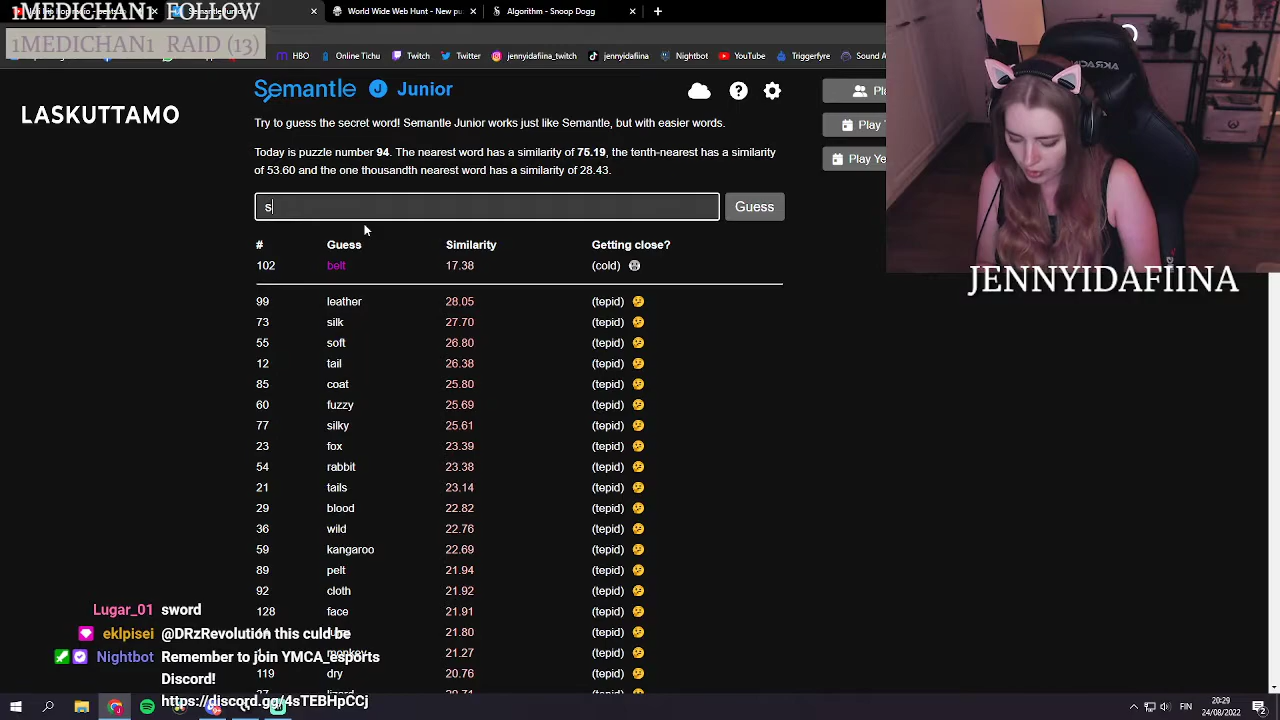 1MEDICHAN1 FOLLOW
1MEDICHAN1 RAID (13)
World Wide Web Hunt - New pu
Algorithm - Snoop Dogg
HBO
Online Tichu
Twitch
Twitter
jennyidafiina_twitch
jennyidafiina
Nightbot
YouTube
Triggerfyre
Sound A
LASKUTTAMO
Semantle J Junior
Try to guess the secret word! Semantle Junior works just like Semantle, but with easier words.
Today is puzzle number 94. The nearest word has a similarity of 75.19, the tenth-nearest has a similarity
of 53.60 and the one thousandth nearest word has a similarity of 28.43.
s
Guess
Play Ye
AKRACING
JENNYIDAFIINA
# Guess Similarity Getting close?
102 belt 17.38 (cold)
99 leather 28.05 (tepid)
73 silk 27.70 (tepid)
55 soft 26.80 (tepid)
12 tail 26.38 (tepid)
85 coat 25.80 (tepid)
60 fuzzy 25.69 (tepid)
77 silky 25.61 (tepid)
23 fox 23.39 (tepid)
54 rabbit 23.38 (tepid)
21 tails 23.14 (tepid)
29 blood 22.82 (tepid)
36 wild 22.76 (tepid)
59 kangaroo 22.69 (tepid)
89 pelt 21.94 (tepid)
92 cloth 21.92 (tepid)
128 face 21.91 (tepid)
21.80 (tepid)
monkey 21.27 (tepid)
119 dry 20.76 (tepid)
Lugar_01 sword
eklpisei @DRzRevolution this culd be
Nightbot Remember to join YMCA_esports
Discord!
https://discord.gg/4sTEBHpCCj
FIN
20:29
24/08/2022
2